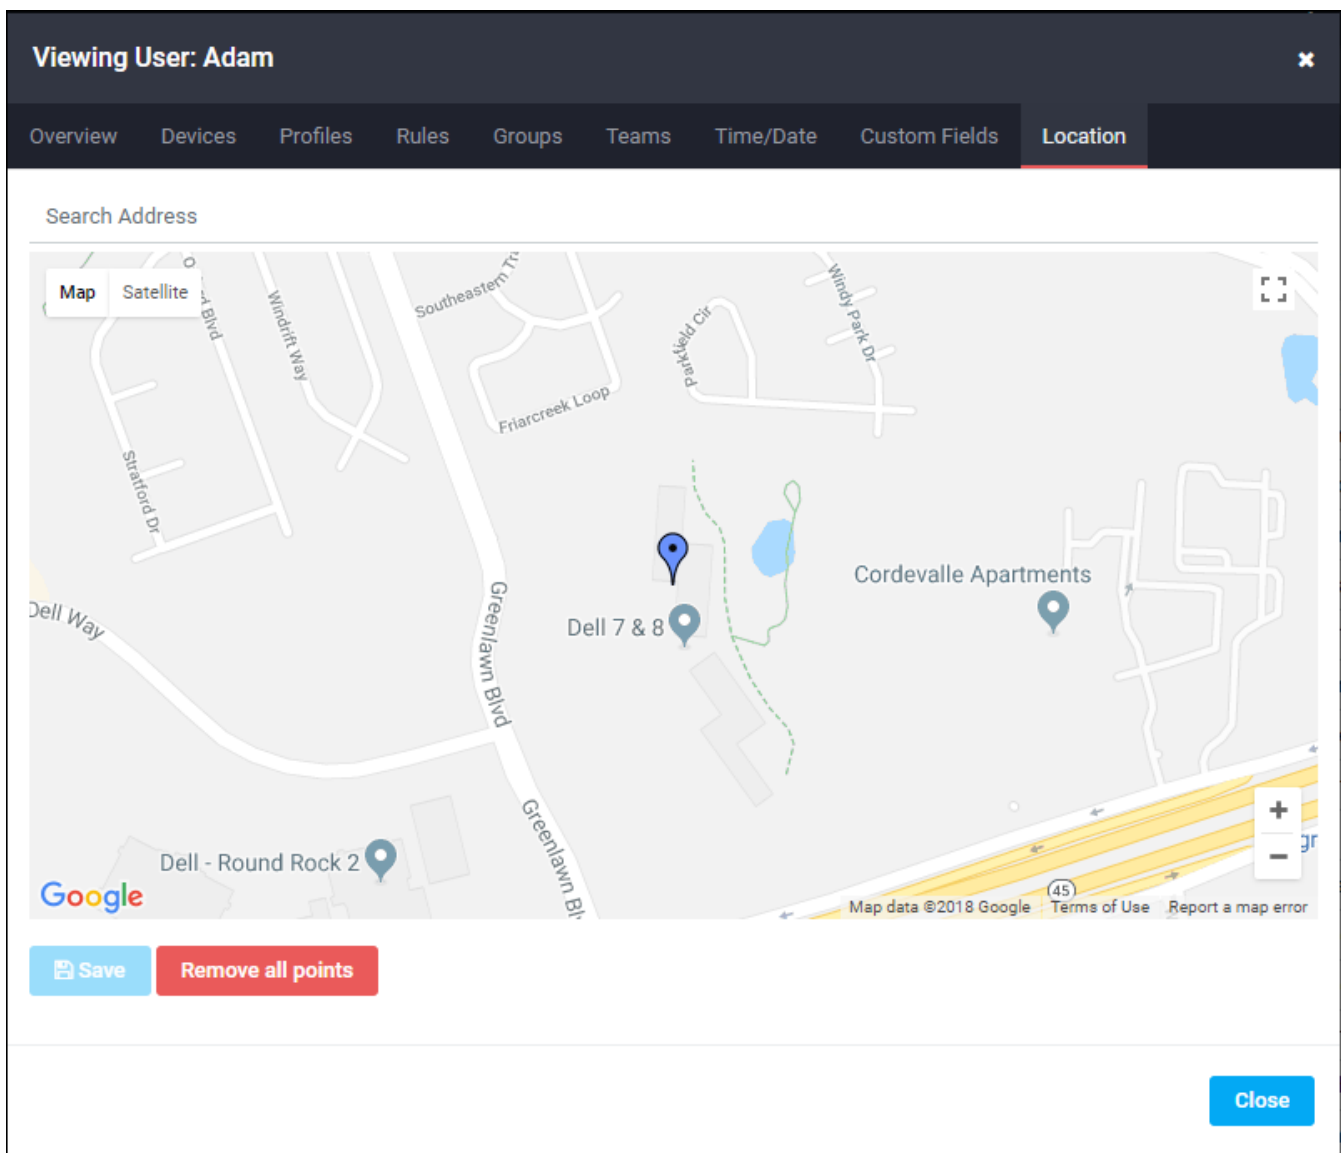 Viewing User: Adam
Overview Devices Profiles Rules Groups Teams Time/Date Custom Fields Location
Search Address
Map Satellite
Blvd
Windrift Way
Southeastern
Windy Park Dr
Parkfield Cir
Friarcreek Loop
Stratford Dr
Cordevalle Apartments
Dell Way
Greenlawn Blvd
Dell 7 & 8
Greenlawn Bl
Dell - Round Rock 2
+
−
gr
45
Google
Map data ©2018 Google Terms of Use Report a map error
Save Remove all points
Close